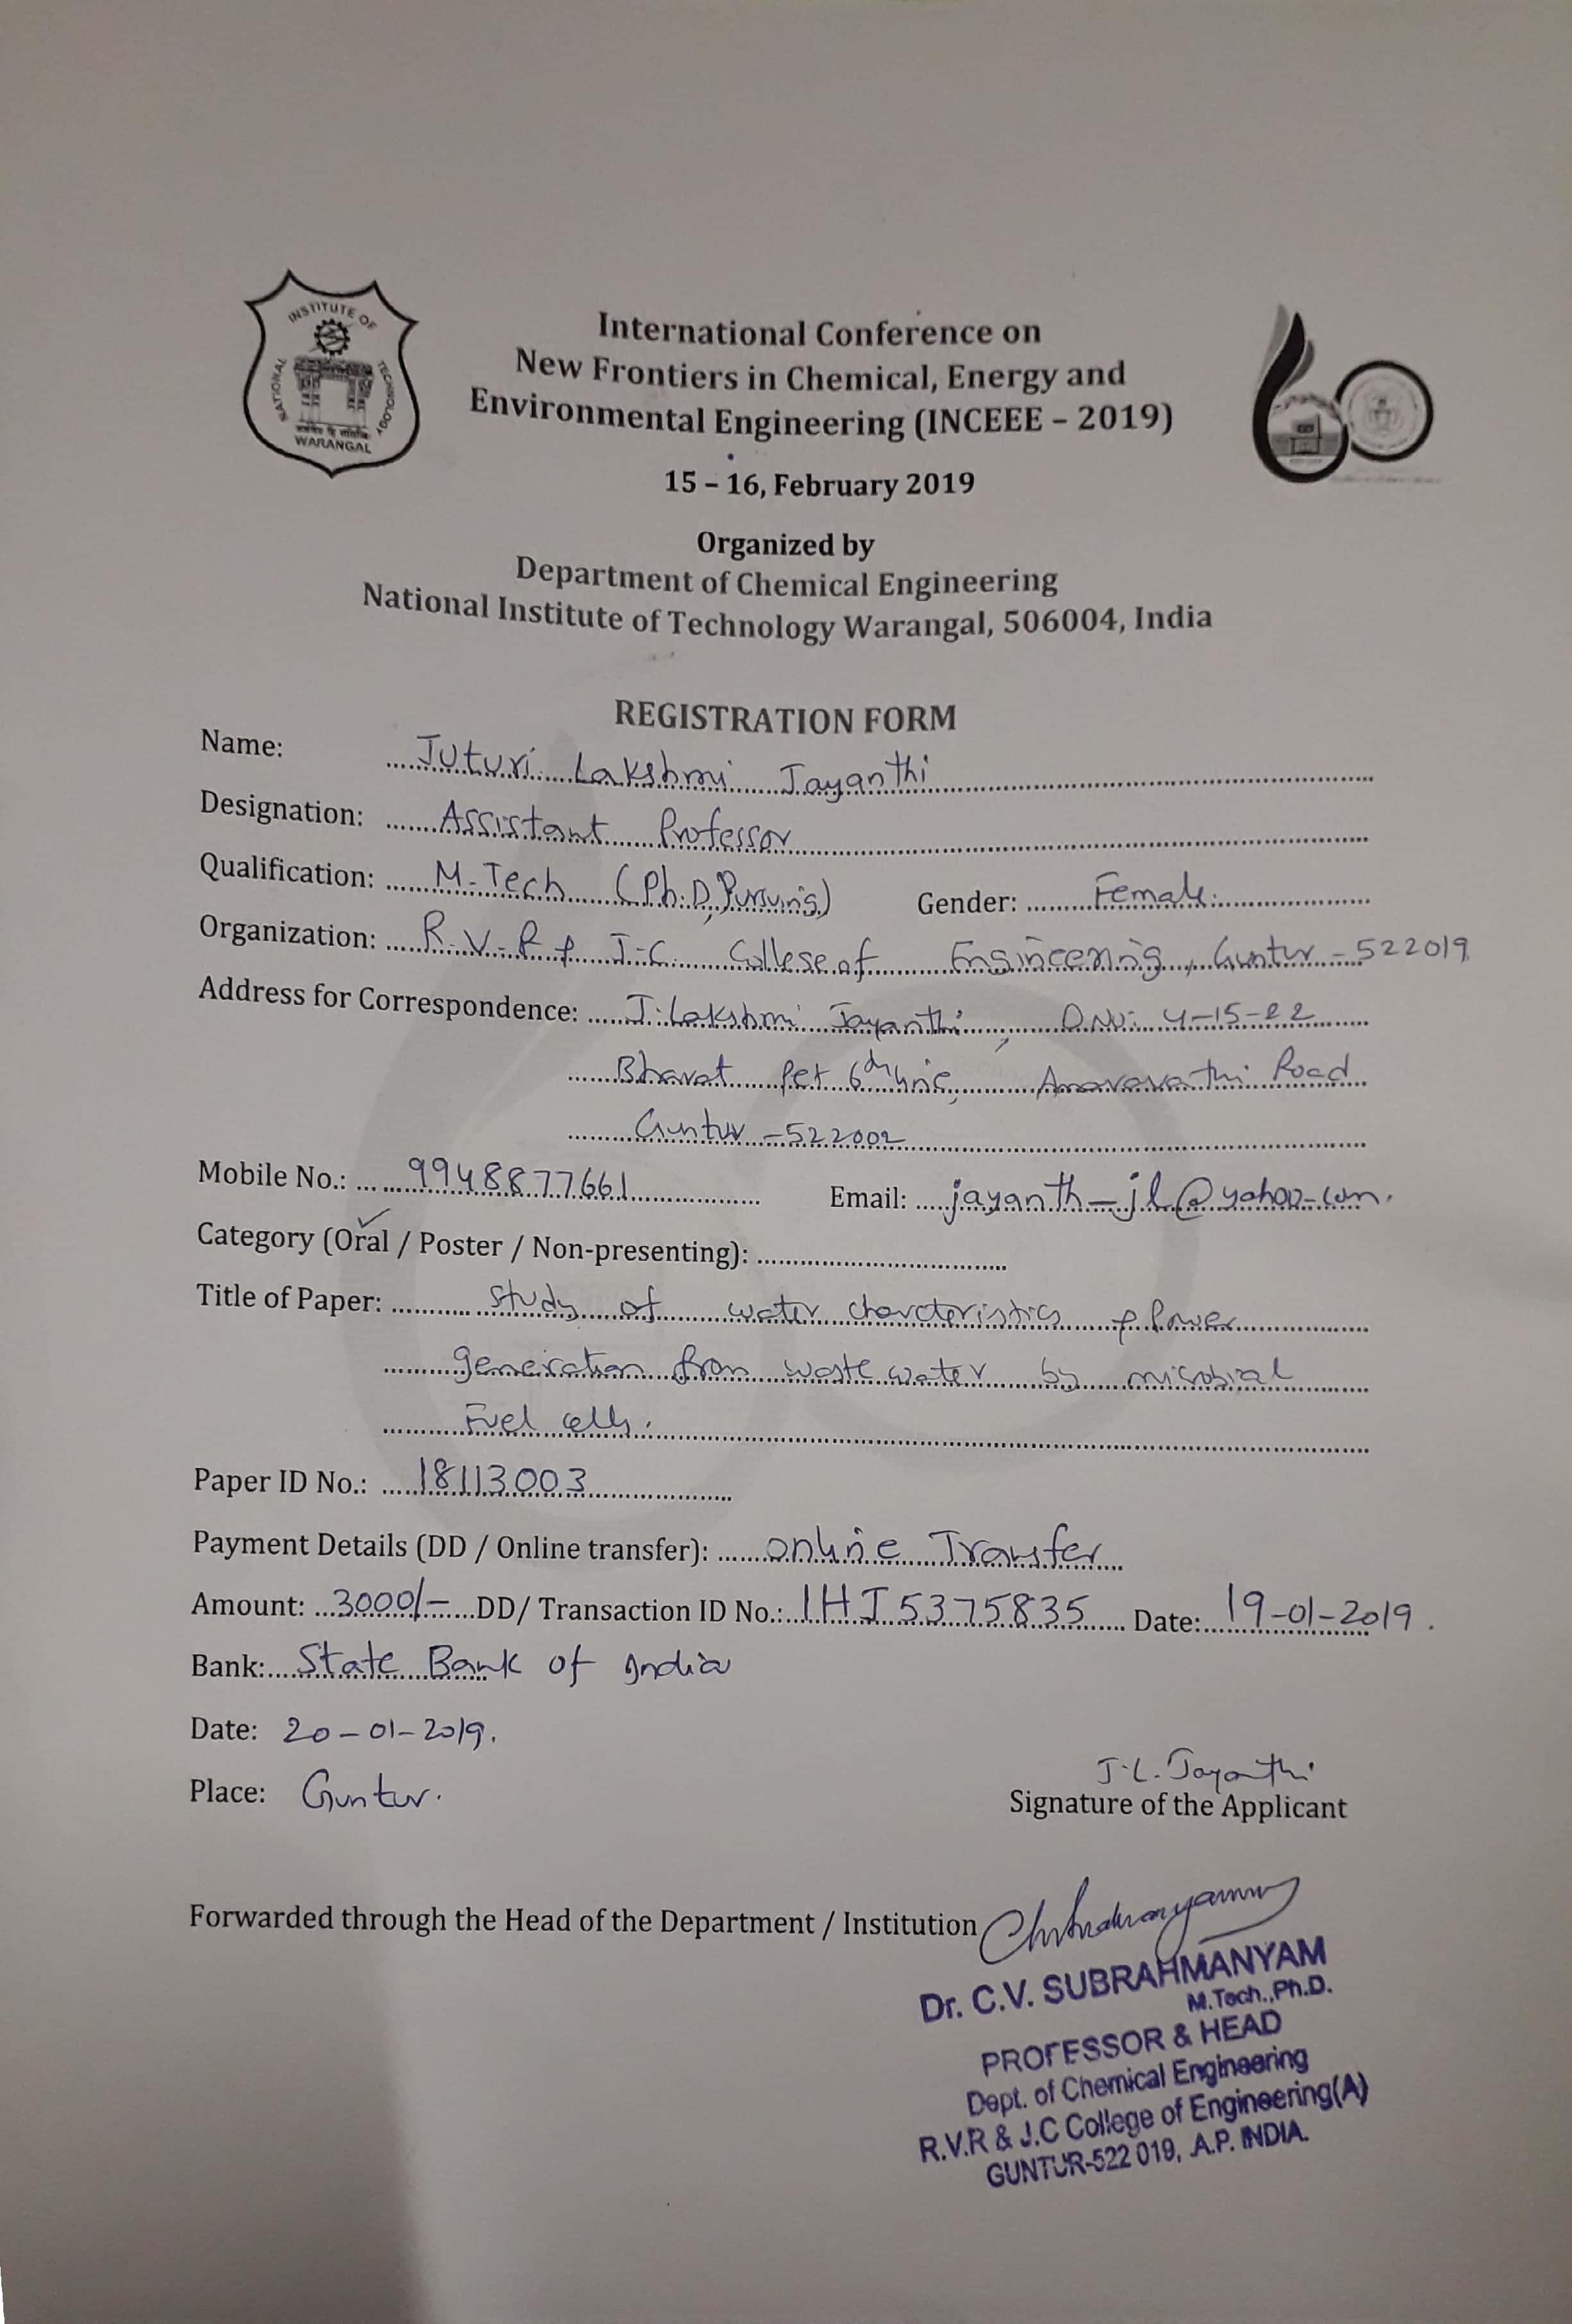 NATIONAL INSTITUTE OF TECHNOLOGY
WARANGAL
International Conference on
New Frontiers in Chemical, Energy and
Environmental Engineering (INCEEE – 2019)
15 – 16, February 2019
Organized by
Department of Chemical Engineering
National Institute of Technology Warangal, 506004, India
REGISTRATION FORM
Name: Juturi Lakshmi Jayanthi
Designation: Assistant Professor
Qualification: M.Tech (Ph.D, Pursuing) Gender: Female.
Organization: R.V.R & J.C. College of Engineering, Guntur - 522019
Address for Correspondence: J. Lakshmi Jayanthi, D.No: 4-15-22
Bharat pet 6th line, Amaravathi Road
Guntur - 522002
Mobile No.: 9948877661 Email: jayanth_jl@yahoo.com.
Category (Oral / Poster / Non-presenting):
Title of Paper: Study of water charcteristics & Power
generation from waste water by microbial
Fuel cells.
Paper ID No.: 18113003
Payment Details (DD / Online transfer): online Transfer
Amount: 3000/- DD/ Transaction ID No.: IHJ5375835 Date: 19-01-2019.
Bank: State Bank of India
Date: 20-01-2019.
Place: Guntur.
J.L. Jayanthi
Signature of the Applicant
Forwarded through the Head of the Department / Institution
Dr. C.V. SUBRAHMANYAM
M.Tech.,Ph.D.
PROFESSOR & HEAD
Dept. of Chemical Engineering
R.V.R & J.C College of Engineering(A)
GUNTUR-522 019, A.P. INDIA.